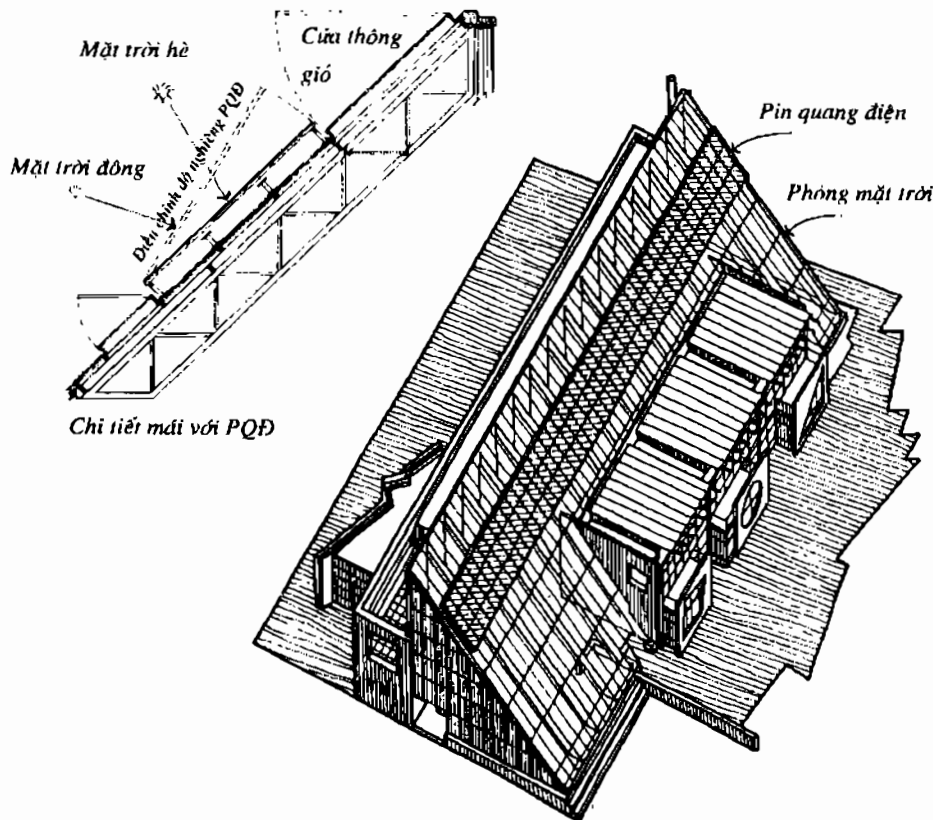 Mặt trời hè
Cửa thông
gió
Mặt trời đông
Điều chỉnh độ nghiêng PQĐ
Chi tiết mái với PQĐ
Pin quang điện
Phòng mặt trời